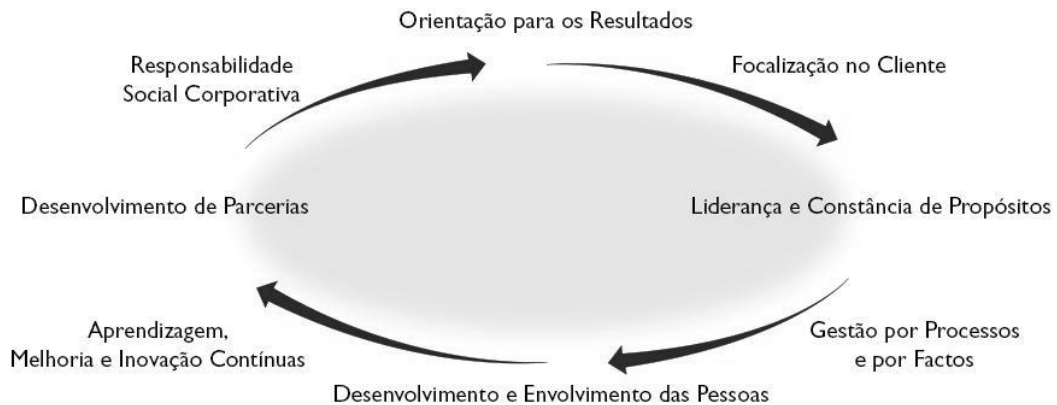 Orientação para os Resultados
Responsabilidade
Social Corporativa
Focalização no Cliente
Desenvolvimento de Parcerias
Liderança e Constância de Propósitos
Aprendizagem,
Melhoria e Inovação Contínuas
Gestão por Processos
e por Factos
Desenvolvimento e Envolvimento das Pessoas